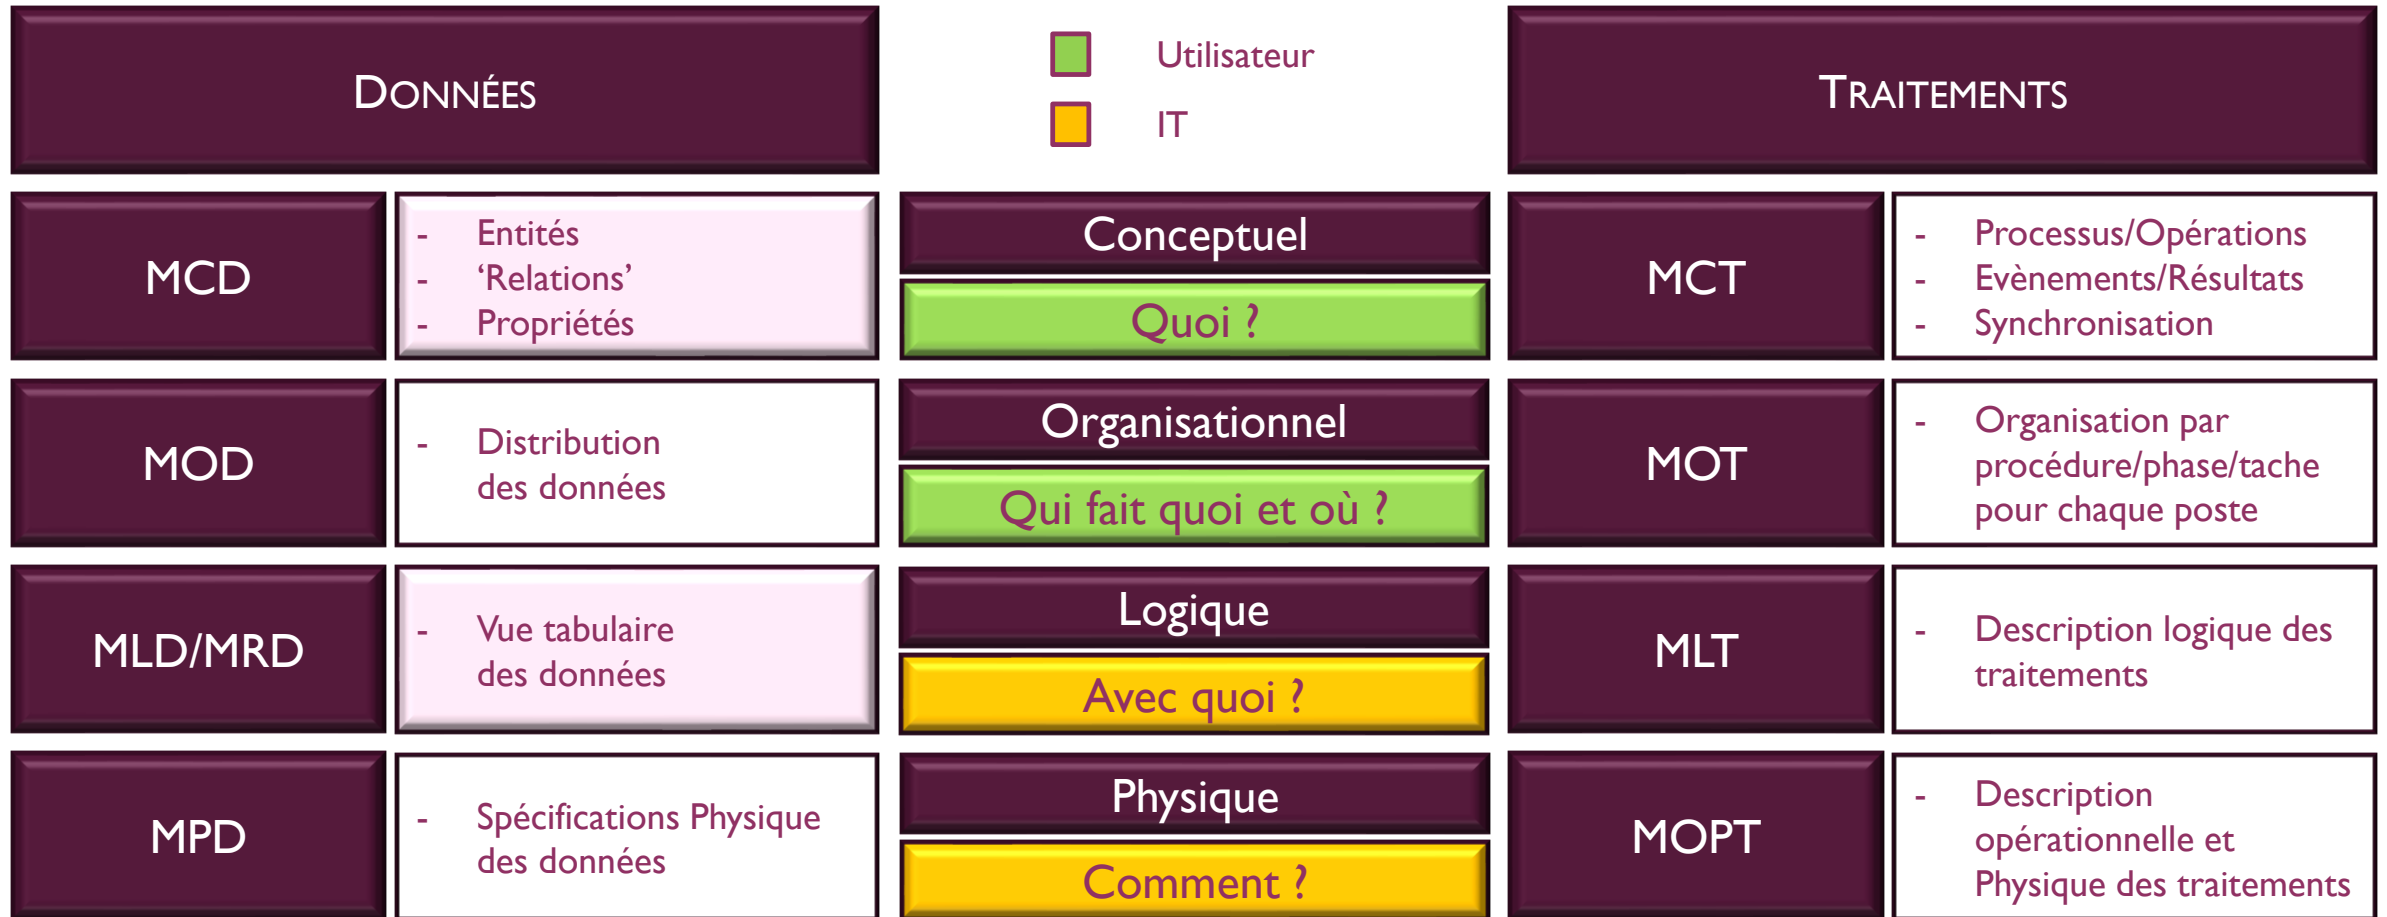 DONNÉES
Utilisateur
IT
TRAITEMENTS
MCD
- Entités
- ‘Relations’
- Propriétés
Conceptuel
Quoi ?
MCT
- Processus/Opérations
- Evènements/Résultats
- Synchronisation
MOD
- Distribution
des données
Organisationnel
Qui fait quoi et où ?
MOT
- Organisation par
procédure/phase/tache
pour chaque poste
MLD/MRD
- Vue tabulaire
des données
Logique
Avec quoi ?
MLT
- Description logique des
traitements
MPD
- Spécifications Physique
des données
Physique
Comment ?
MOPT
- Description
opérationnelle et
Physique des traitements